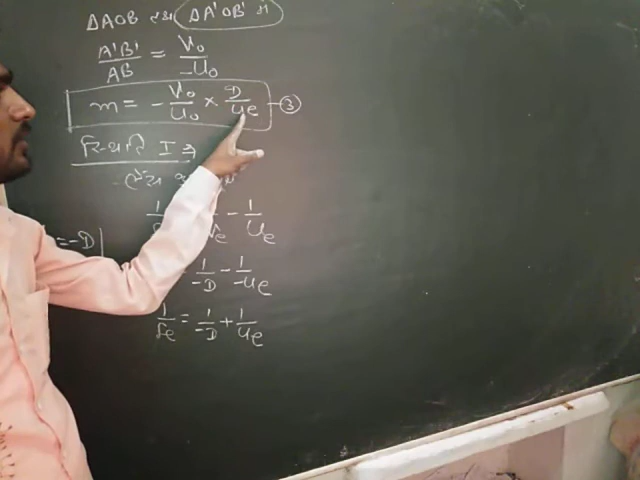 ΔAOB तथा ΔA'OB' में
A'B'/AB = V₀/-U₀
m = - V₀/U₀ × D/Ue -③
स्थिति I ⇒
= -D
- 1/Ue
1/-D - 1/-Ue
1/fe = 1/-D + 1/Ue